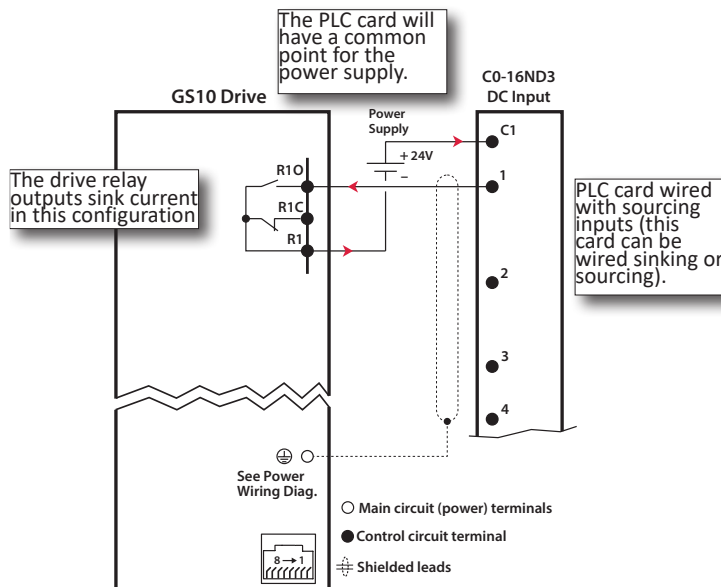 The PLC card will
have a common
point for the
power supply.
C0-16ND3
DC Input
GS10 Drive
Power
Supply
C1
+ 24V
–
The drive relay
outputs sink current
in this configuration
R1O
1
R1C
R1
PLC card wired
with sourcing
inputs (this
card can be
wired sinking or
sourcing).
2
3
4
See Power
Wiring Diag.
Main circuit (power) terminals
Control circuit terminal
8→1
Shielded leads